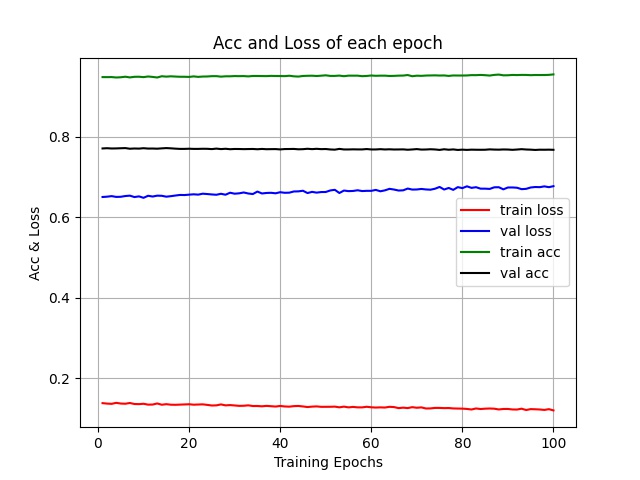 Acc and Loss of each epoch
Acc & Loss
0.8
0.6
0.4
0.2
train loss
val loss
train acc
val acc
0 20 40 60 80 100
Training Epochs